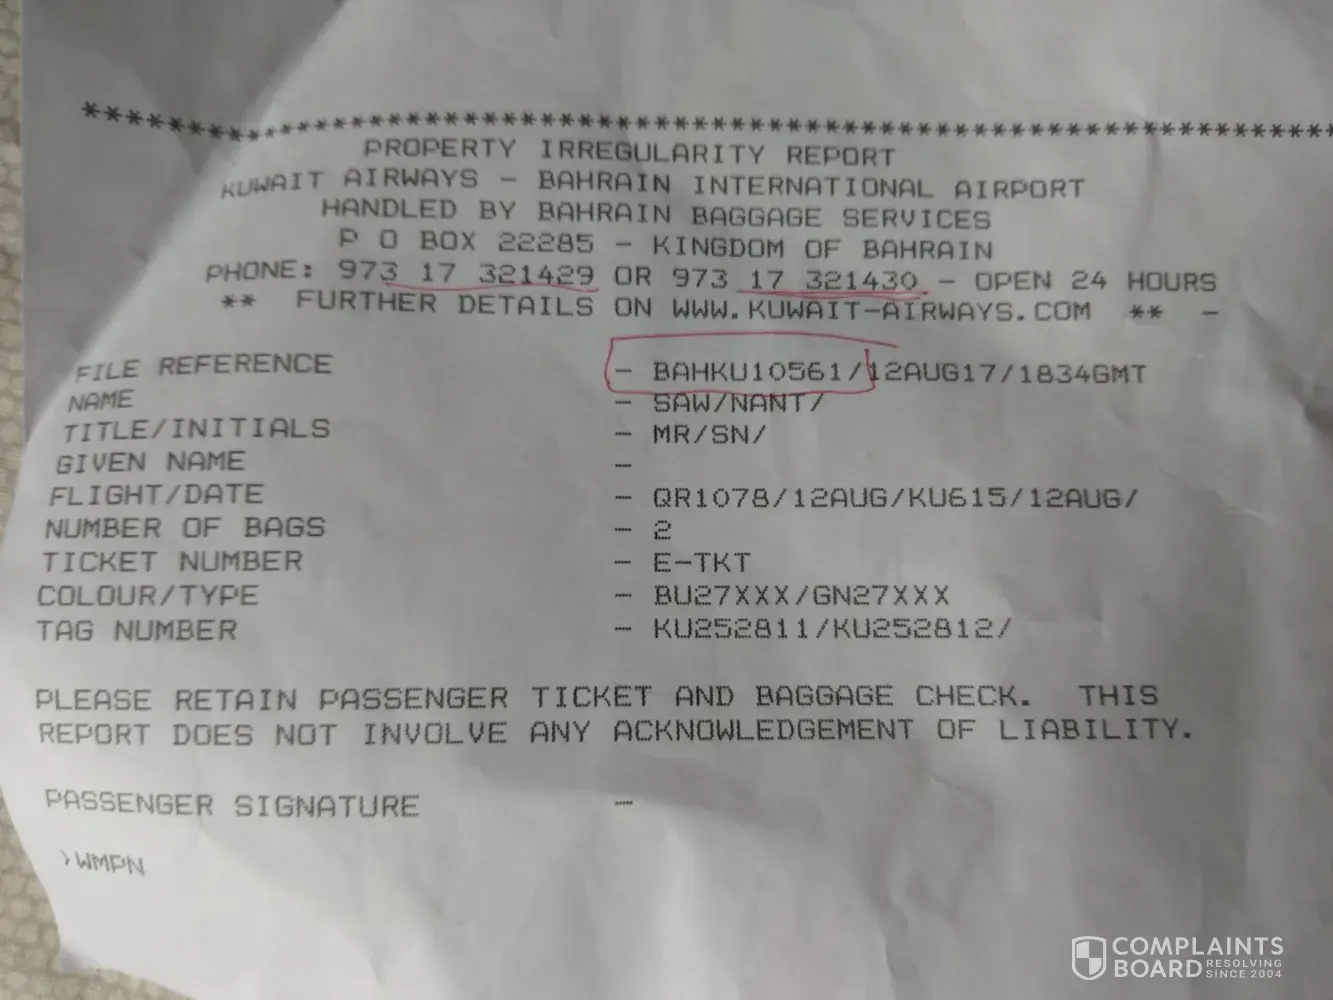 ********************************************************
PROPERTY IRREGULARITY REPORT
KUWAIT AIRWAYS - BAHRAIN INTERNATIONAL AIRPORT
HANDLED BY BAHRAIN BAGGAGE SERVICES
P O BOX 22285 - KINGDOM OF BAHRAIN
PHONE: 973 17 321429 OR 973 17 321430 - OPEN 24 HOURS
** FURTHER DETAILS ON WWW.KUWAIT-AIRWAYS.COM ** -
FILE REFERENCE - BAHKU10561/12AUG17/1834GMT
NAME - SAW/NANT/
TITLE/INITIALS - MR/SN/
GIVEN NAME -
FLIGHT/DATE - QR1078/12AUG/KU615/12AUG/
NUMBER OF BAGS - 2
TICKET NUMBER - E-TKT
COLOUR/TYPE - BU27XXX/GN27XXX
TAG NUMBER - KU252811/KU252812/
PLEASE RETAIN PASSENGER TICKET AND BAGGAGE CHECK. THIS
REPORT DOES NOT INVOLVE ANY ACKNOWLEDGEMENT OF LIABILITY.
PASSENGER SIGNATURE -
>WMPN
COMPLAINTS
BOARD RESOLVING SINCE 2004